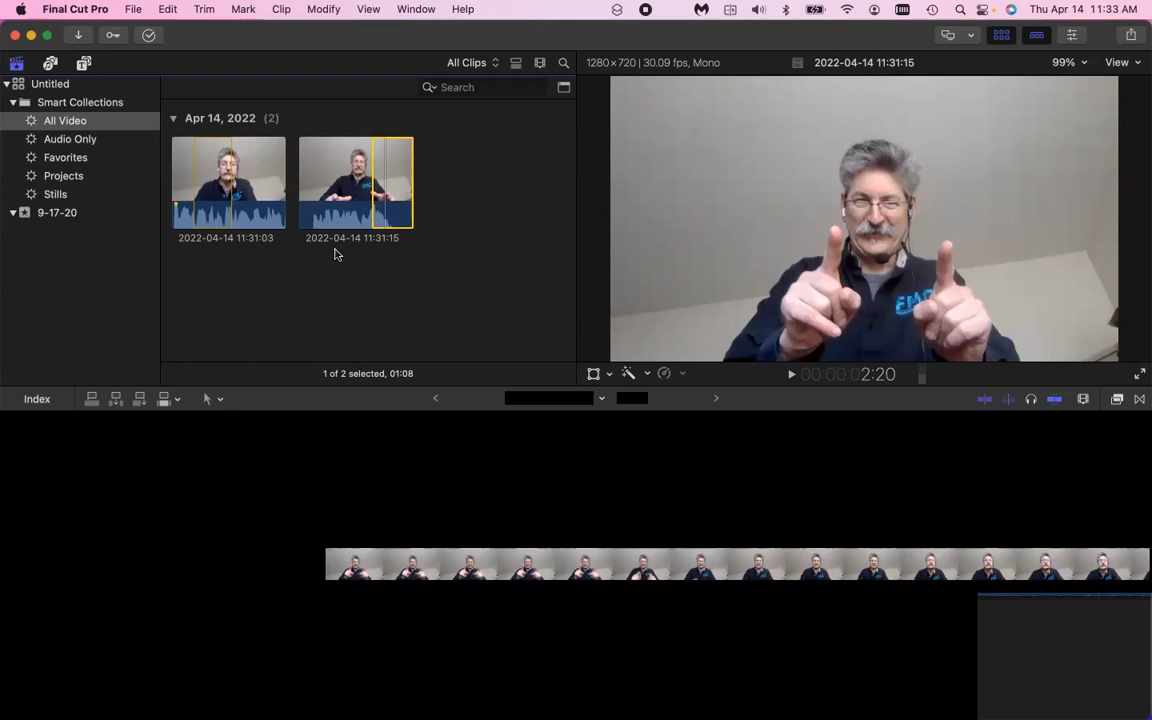 Final Cut Pro File Edit Trim Mark Clip Modify View Window Help Thu Apr 14 11:33 AM
All Clips
Search
1280×720 | 30.09 fps, Mono
2022-04-14 11:31:15
99%
View
Untitled
Smart Collections
All Video
Audio Only
Favorites
Projects
Stills
9-17-20
Apr 14, 2022 (2)
2022-04-14 11:31:03
2022-04-14 11:31:15
1 of 2 selected, 01:08
00:00:00:02:20
Index